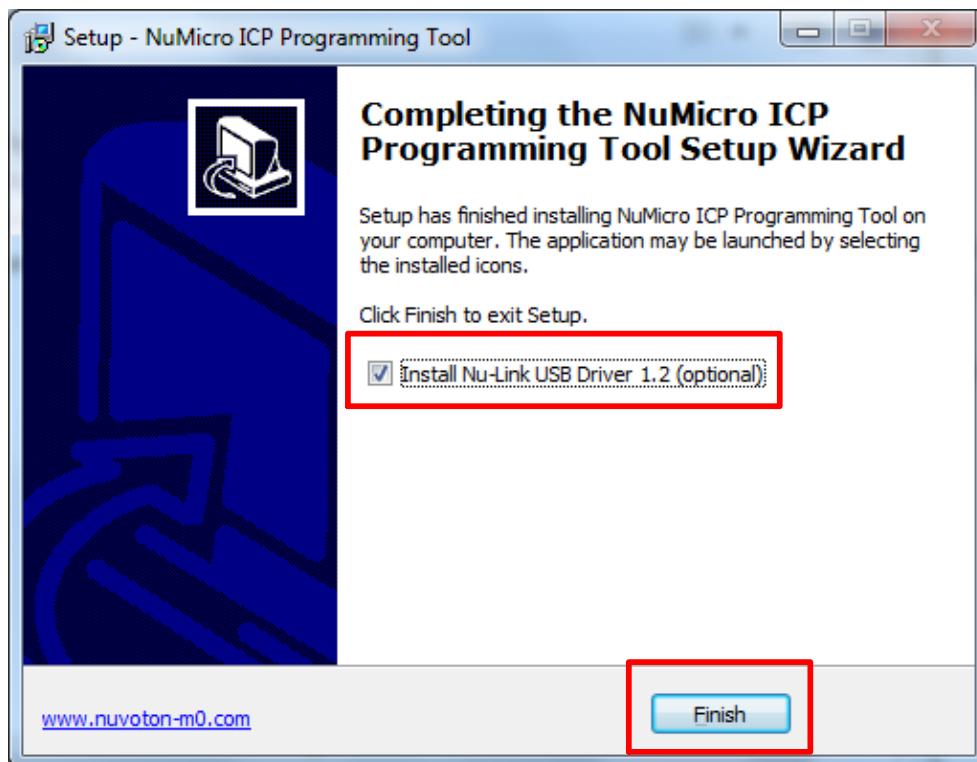 Setup - NuMicro ICP Programming Tool
Completing the NuMicro ICP
Programming Tool Setup Wizard
Setup has finished installing NuMicro ICP Programming Tool on
your computer. The application may be launched by selecting
the installed icons.
Click Finish to exit Setup.
Install Nu-Link USB Driver 1.2 (optional)
www.nuvoton-m0.com
Finish